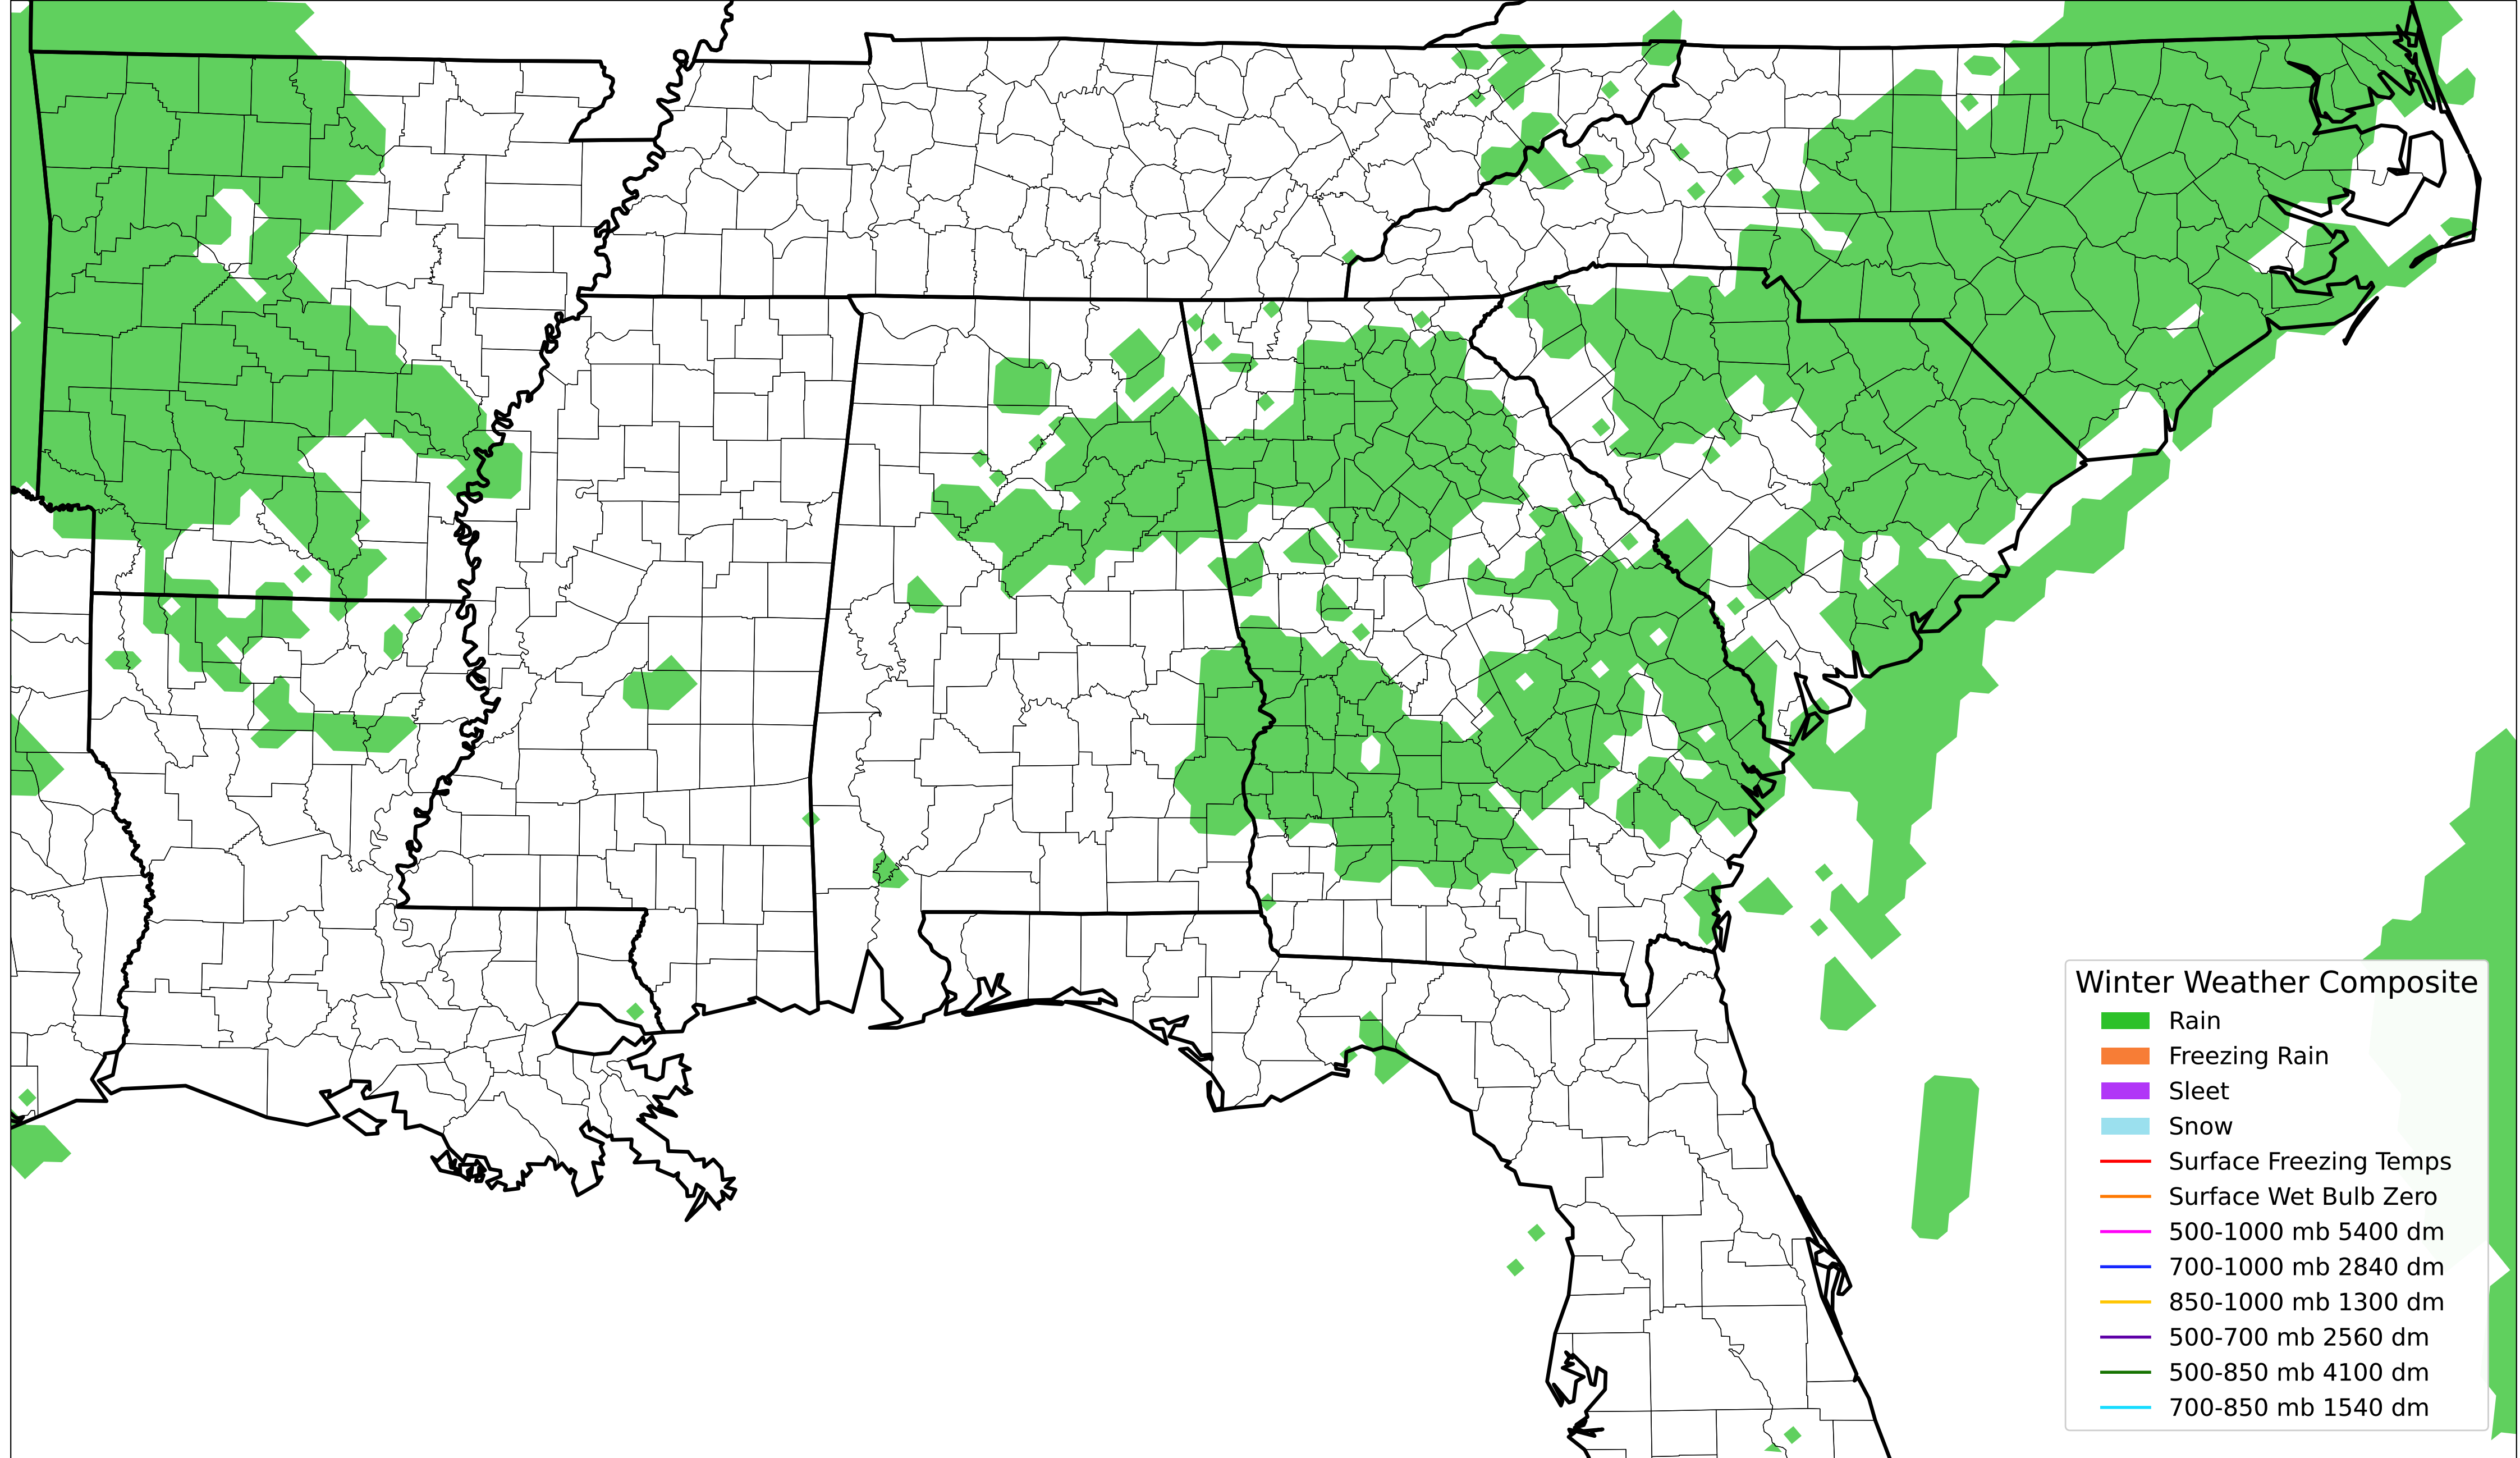 Winter Weather Composite
Rain
Freezing Rain
Sleet
Snow
Surface Freezing Temps
Surface Wet Bulb Zero
500-1000 mb 5400 dm
700-1000 mb 2840 dm
850-1000 mb 1300 dm
500-700 mb 2560 dm
500-850 mb 4100 dm
700-850 mb 1540 dm